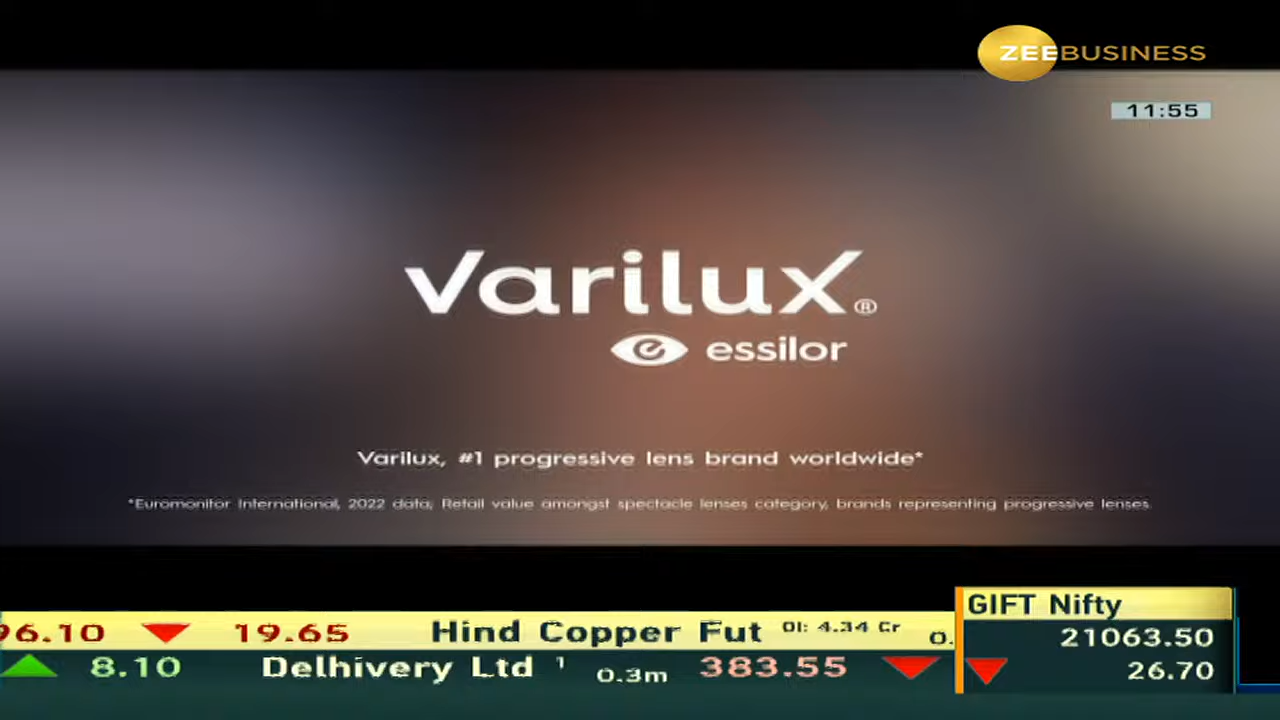 ZEEBUSINESS
11:55
varilux®
essilor
Varilux, #1 progressive lens brand worldwide*
*Euromonitor International, 2022 data, Retail value amongst spectacle lenses category, brands representing progressive lenses.
GIFT Nifty
21063.50
26.70
96.10 19.65 Hind Copper Fut OI: 4.34 Cr 0.
8.10 Delhivery Ltd 1 0.3m 383.55